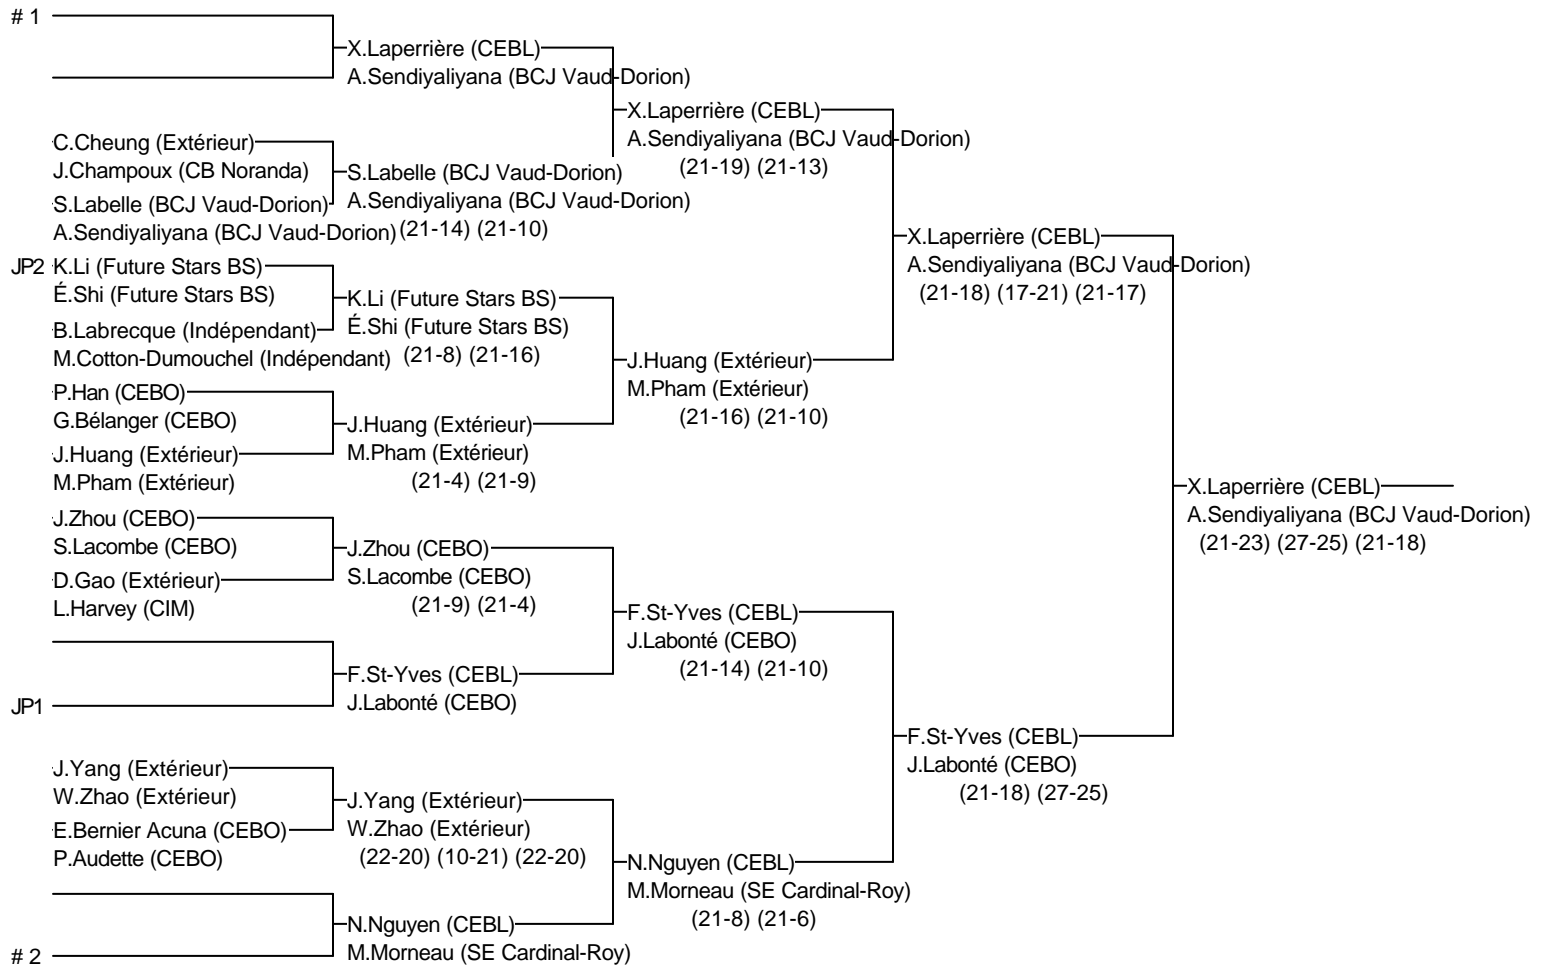 # 1
X.Laperrière (CEBL)
A.Sendiyaliyana (BCJ Vaud-Dorion)
X.Laperrière (CEBL)
A.Sendiyaliyana (BCJ Vaud-Dorion)
(21-19) (21-13)
C.Cheung (Extérieur)
J.Champoux (CB Noranda)
S.Labelle (BCJ Vaud-Dorion)
A.Sendiyaliyana (BCJ Vaud-Dorion)
S.Labelle (BCJ Vaud-Dorion)
A.Sendiyaliyana (BCJ Vaud-Dorion)
(21-14) (21-10)
X.Laperrière (CEBL)
A.Sendiyaliyana (BCJ Vaud-Dorion)
(21-18) (17-21) (21-17)
JP2 K.Li (Future Stars BS)
É.Shi (Future Stars BS)
K.Li (Future Stars BS)
É.Shi (Future Stars BS)
(21-8) (21-16)
B.Labrecque (Indépendant)
M.Cotton-Dumouchel (Indépendant)
J.Huang (Extérieur)
M.Pham (Extérieur)
(21-16) (21-10)
P.Han (CEBO)
G.Bélanger (CEBO)
J.Huang (Extérieur)
M.Pham (Extérieur)
(21-4) (21-9)
J.Huang (Extérieur)
M.Pham (Extérieur)
X.Laperrière (CEBL)
A.Sendiyaliyana (BCJ Vaud-Dorion)
(21-23) (27-25) (21-18)
J.Zhou (CEBO)
S.Lacombe (CEBO)
J.Zhou (CEBO)
S.Lacombe (CEBO)
(21-9) (21-4)
D.Gao (Extérieur)
L.Harvey (CIM)
F.St-Yves (CEBL)
J.Labonté (CEBO)
(21-14) (21-10)
F.St-Yves (CEBL)
J.Labonté (CEBO)
JP1
F.St-Yves (CEBL)
J.Labonté (CEBO)
(21-18) (27-25)
J.Yang (Extérieur)
W.Zhao (Extérieur)
J.Yang (Extérieur)
W.Zhao (Extérieur)
(22-20) (10-21) (22-20)
E.Bernier Acuna (CEBO)
P.Audette (CEBO)
N.Nguyen (CEBL)
M.Morneau (SE Cardinal-Roy)
(21-8) (21-6)
N.Nguyen (CEBL)
M.Morneau (SE Cardinal-Roy)
# 2